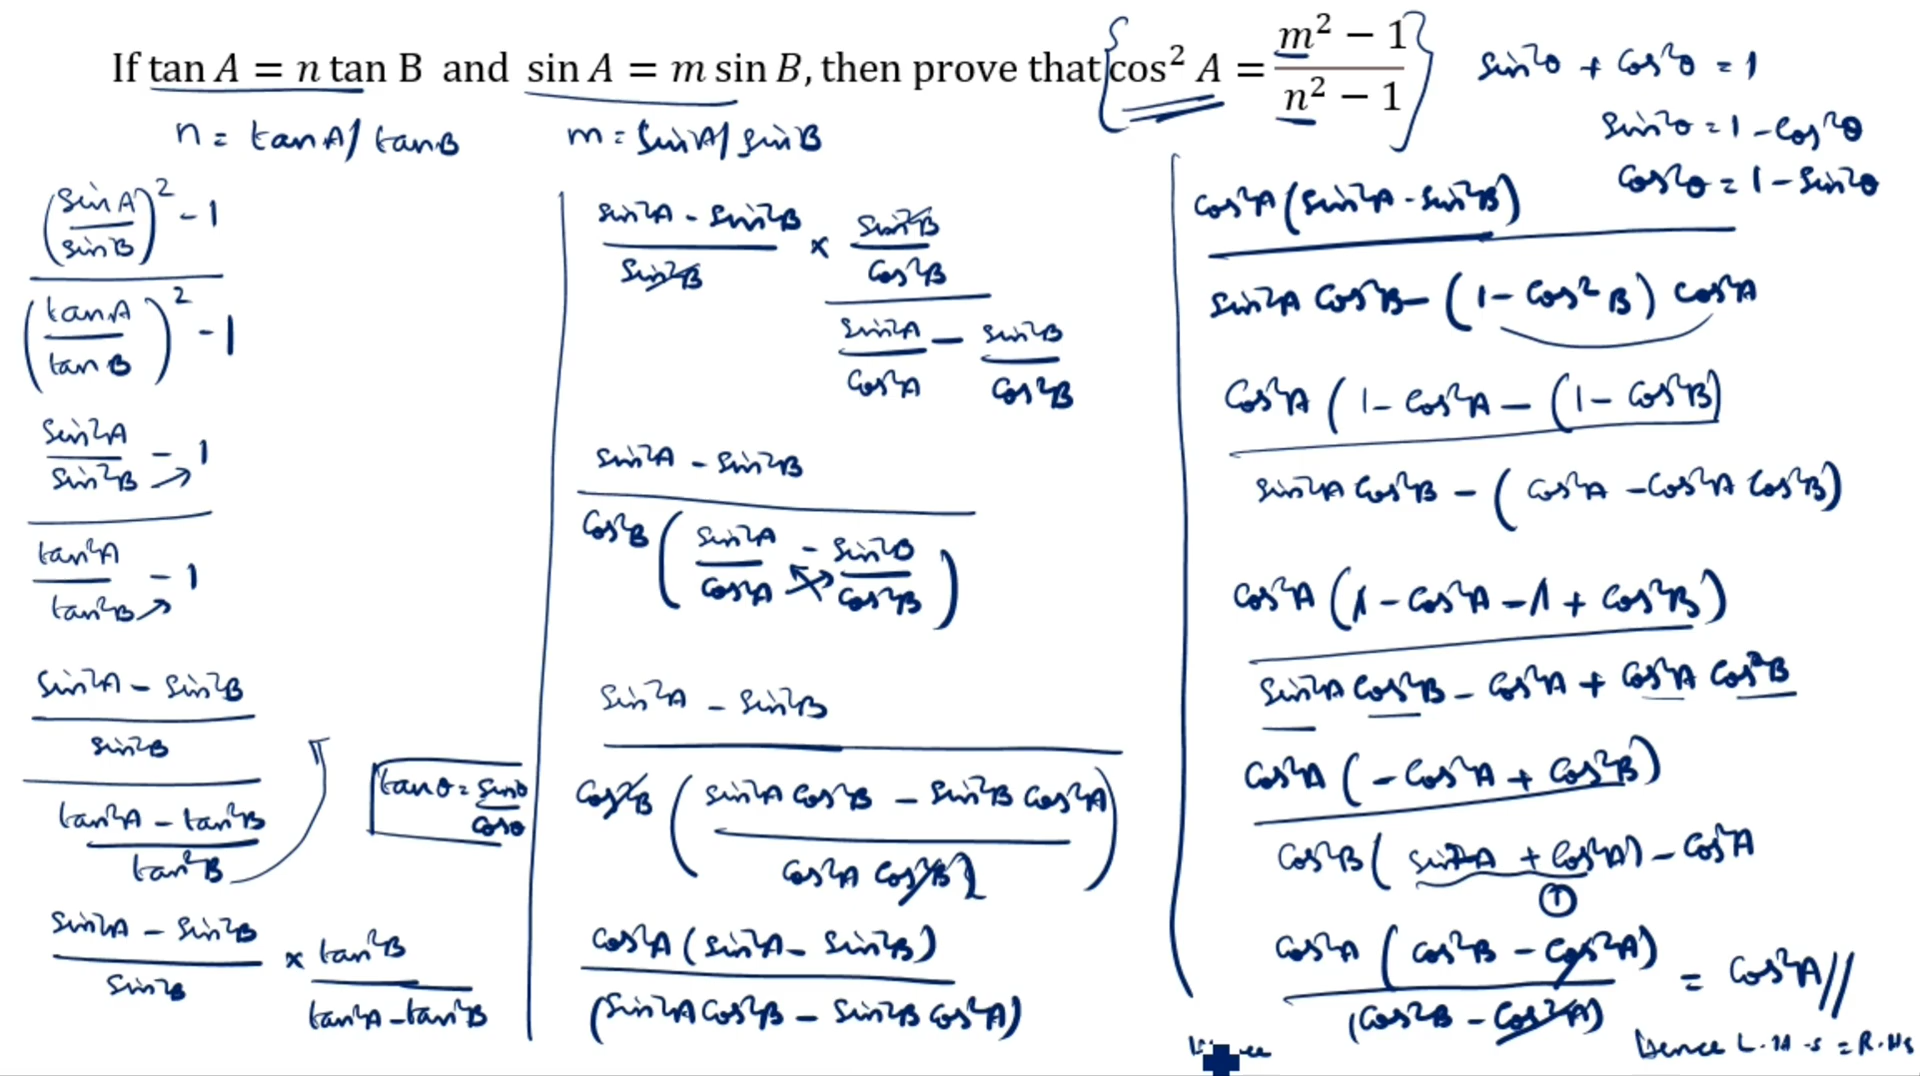 If tan A = n tan B and sin A = m sin B, then prove that cos² A = (m² − 1)/(n² − 1)
n = tanA/tanB
m = sinA/sinB
sin²θ + cos²θ = 1
sin²θ = 1 - cos²θ
cos²θ = 1 - sin²θ
(sinA/sinB)² - 1
(tanA/tanB)² - 1
sin²A/sin²B - 1
tan²A/tan²B - 1
sin²A - sin²B
sin²B
tan²A - tan²B
tan²B
tanθ = sinθ/cosθ
(sin²A - sin²B)/sin²B × tan²B/(tan²A - tan²B)
(sin²A - sin²B)/sin²B × sin²B/cos²B
sin²A/cos²A - sin²B/cos²B
sin²A - sin²B
cos²B (sin²A/cos²A - sin²B/cos²B)
sin²A - sin²B
cos²B ((sin²A cos²B - sin²B cos²A)/(cos²A cos²B))
cos²A (sin²A - sin²B)
(sin²A cos²B - sin²B cos²A)
cos²A (sin²A - sin²B)
sin²A cos²B - (1 - cos²B) cos²A
cos²A (1 - cos²A - (1 - cos²B)
sin²A cos²B - (cos²A - cos²A cos²B)
cos²A (1 - cos²A - 1 + cos²B)
sin²A cos²B - cos²A + cos²A cos²B
cos²A (-cos²A + cos²B)
cos²B (sin²A + cos²A) - cos²A
1
cos²A (cos²B - cos²A)/(cos²B - cos²A) = cos²A //
Hence L.H.S = R.HS